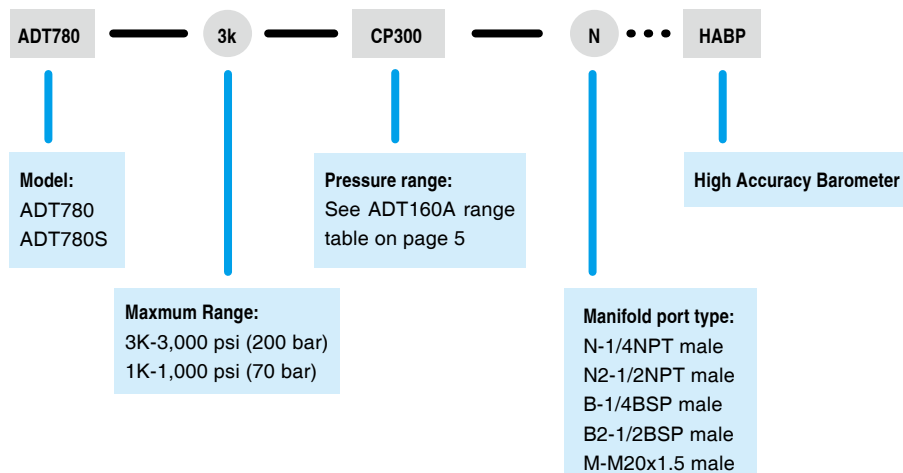 ADT780 3k CP300 N HABP
Model:
ADT780
ADT780S
Maxmum Range:
3K-3,000 psi (200 bar)
1K-1,000 psi (70 bar)
Pressure range:
See ADT160A range
table on page 5
Manifold port type:
N-1/4NPT male
N2-1/2NPT male
B-1/4BSP male
B2-1/2BSP male
M-M20x1.5 male
High Accuracy Barometer